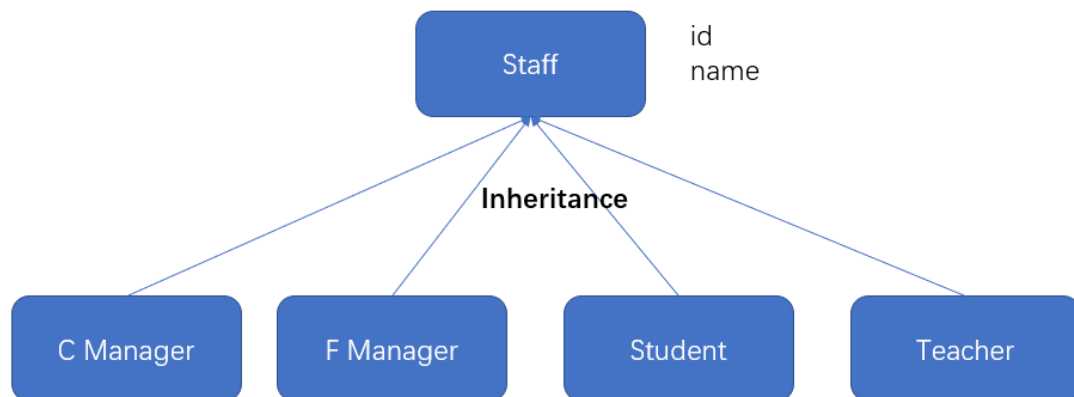 Staff
id
name
Inheritance
C Manager
F Manager
Student
Teacher